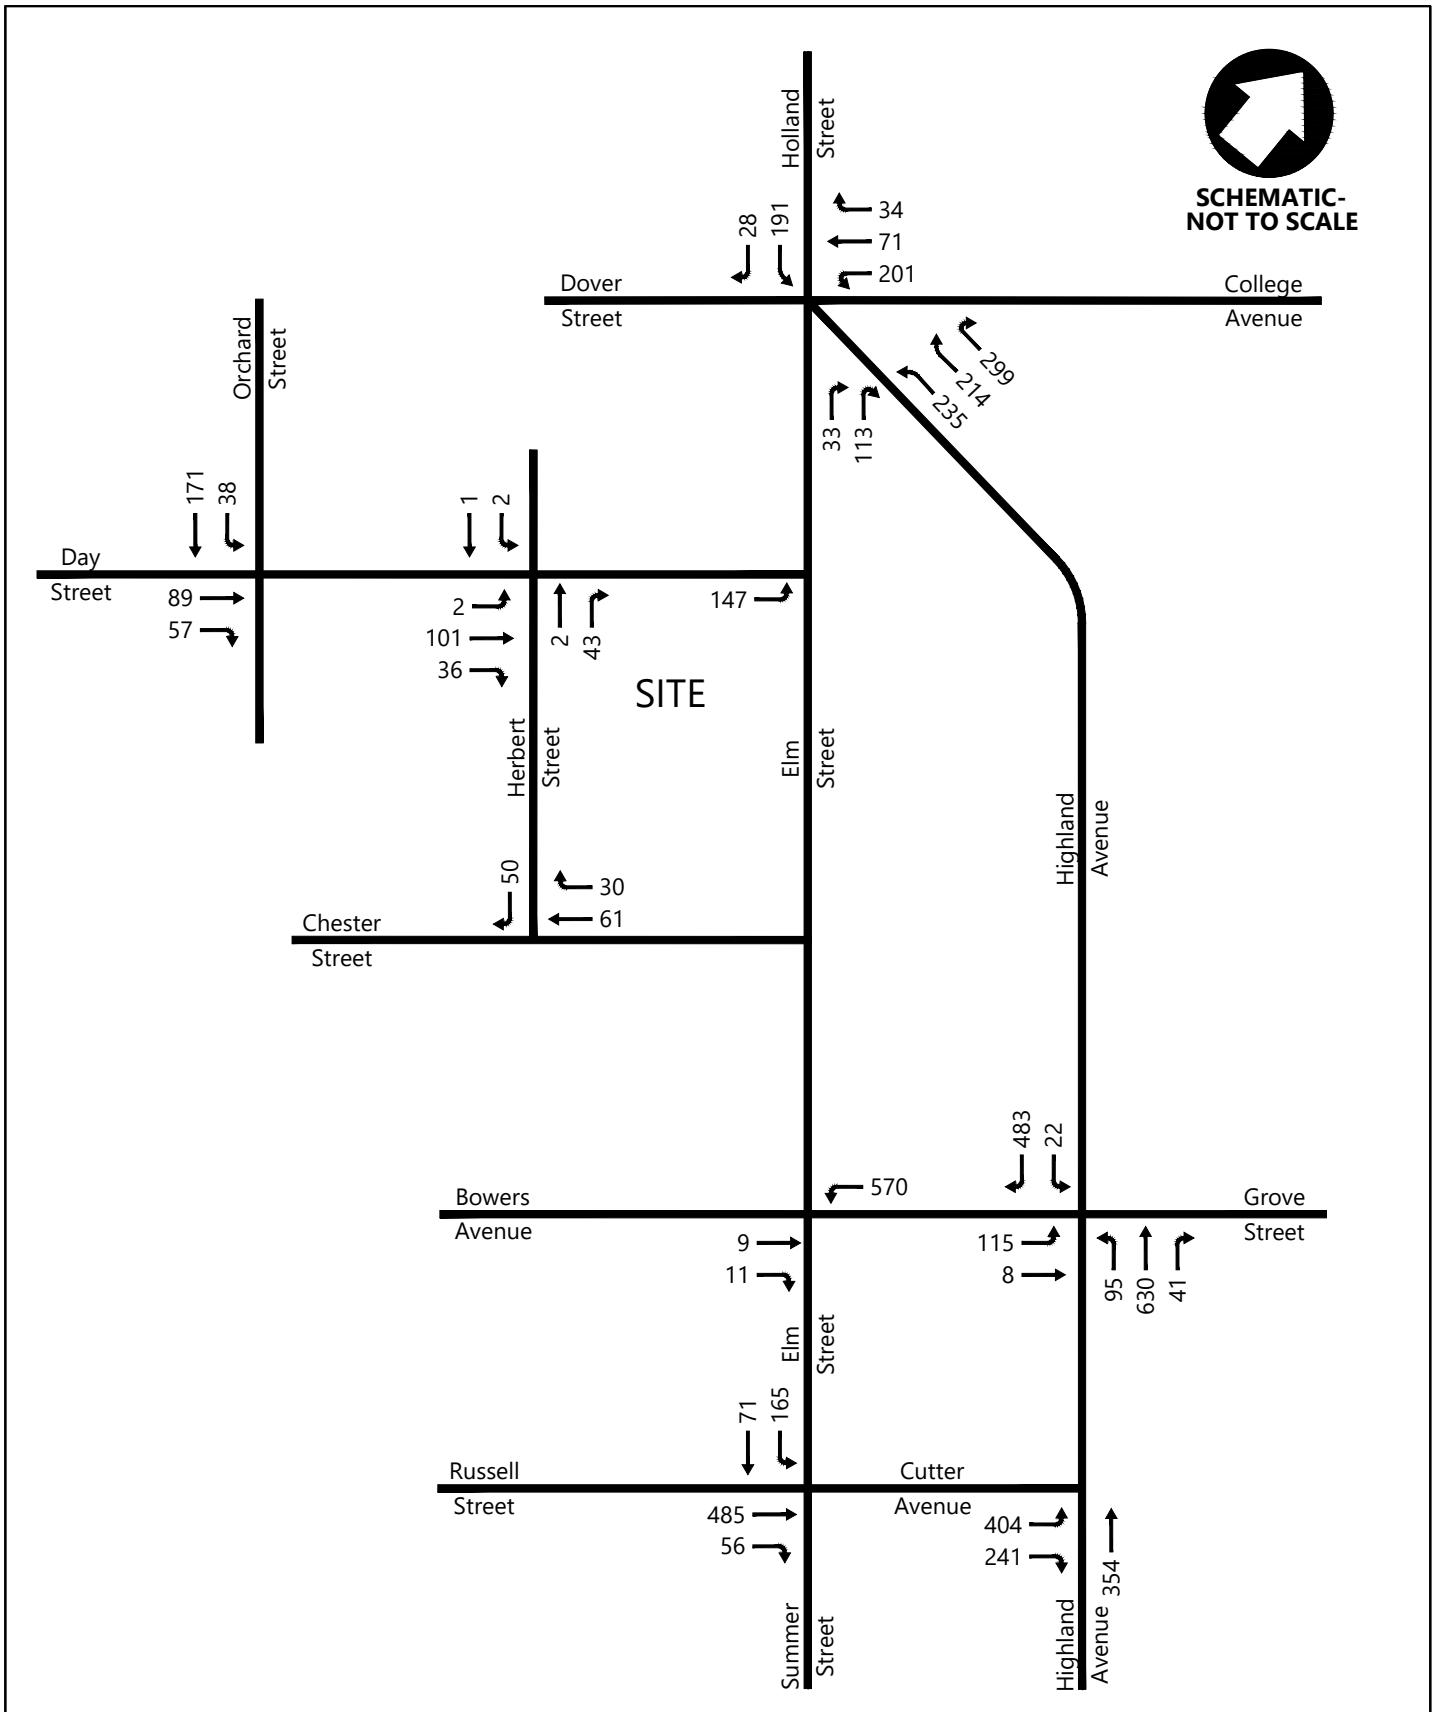 Holland
Street
SCHEMATIC-
NOT TO SCALE
28
191
34
71
201
Dover
Street
College
Avenue
Orchard
Street
299
214
235
33
113
171
38
1
2
Day
Street
89
57
2
101
36
2
43
147
SITE
Herbert
Street
Elm
Street
Highland
Avenue
50
30
61
Chester
Street
483
22
Bowers
Avenue
570
Grove
Street
9
11
115
8
95
630
41
Elm
Street
71
165
Russell
Street
Cutter
Avenue
485
56
404
241
354
Summer
Street
Highland
Avenue